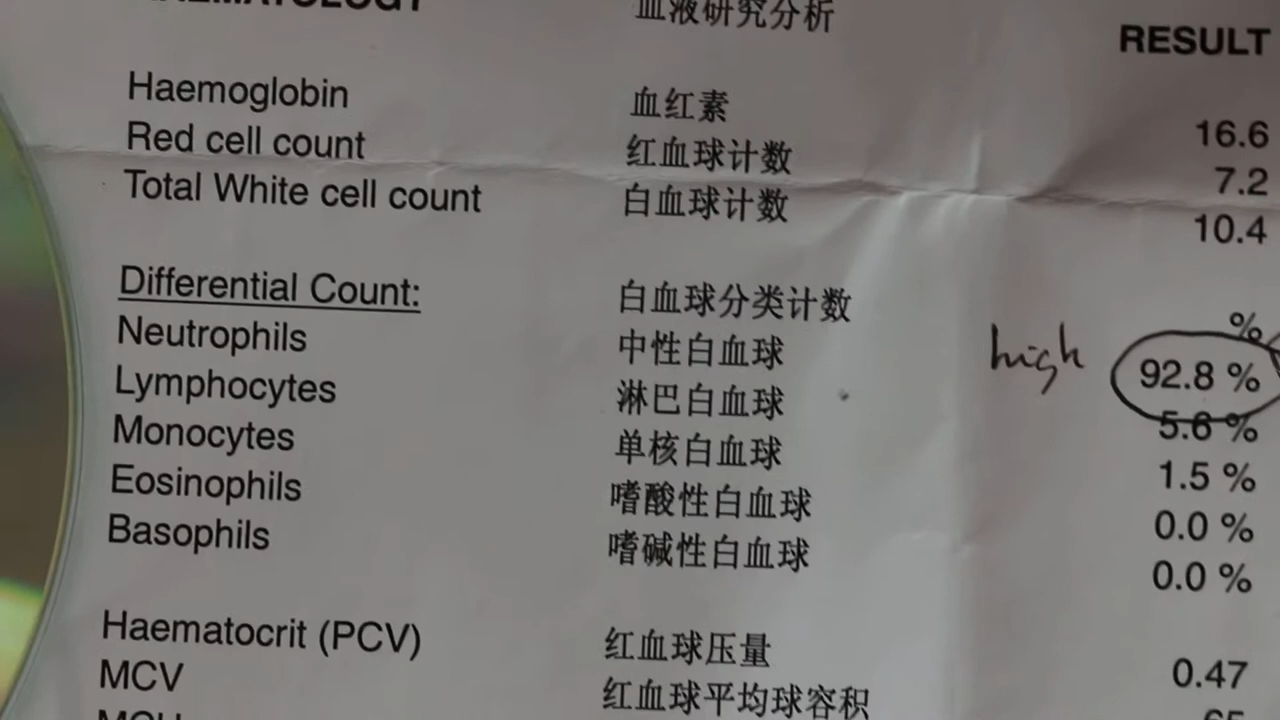 HAEMATOLOGY 血液研究分析 RESULT
Haemoglobin 血红素 16.6
Red cell count 红血球计数 7.2
Total White cell count 白血球计数 10.4
Differential Count: 白血球分类计数 %
Neutrophils 中性白血球 high 92.8 %
Lymphocytes 淋巴白血球 5.6 %
Monocytes 单核白血球 1.5 %
Eosinophils 嗜酸性白血球 0.0 %
Basophils 嗜碱性白血球 0.0 %
Haematocrit (PCV) 红血球压量 0.47
MCV 红血球平均球容积 65
MCH